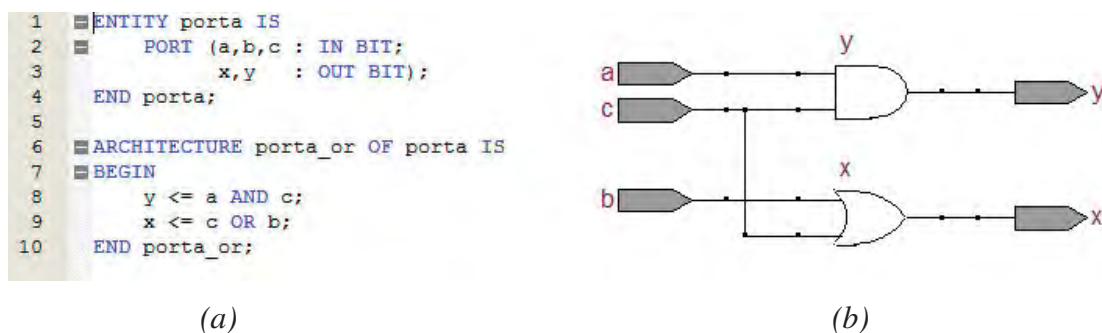 1 ENTITY porta IS
2 PORT (a,b,c : IN BIT;
3 x,y : OUT BIT);
4 END porta;
5
6 ARCHITECTURE porta_or OF porta IS
7 BEGIN
8 y <= a AND c;
9 x <= c OR b;
10 END porta_or;
(a)
y
a
c
y
x
b
x
(b)